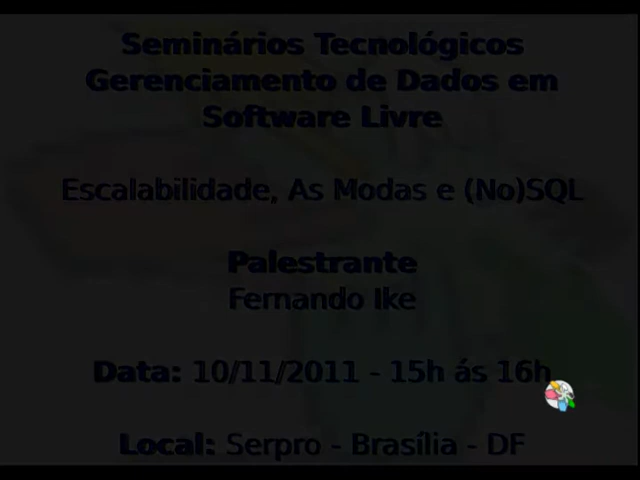 Seminários Tecnológicos
Gerenciamento de Dados em
Software Livre
Escalabilidade, As Modas e (No)SQL
Palestrante
Fernando Ike
Data: 10/11/2011 - 15h ás 16h
Local: Serpro - Brasília - DF